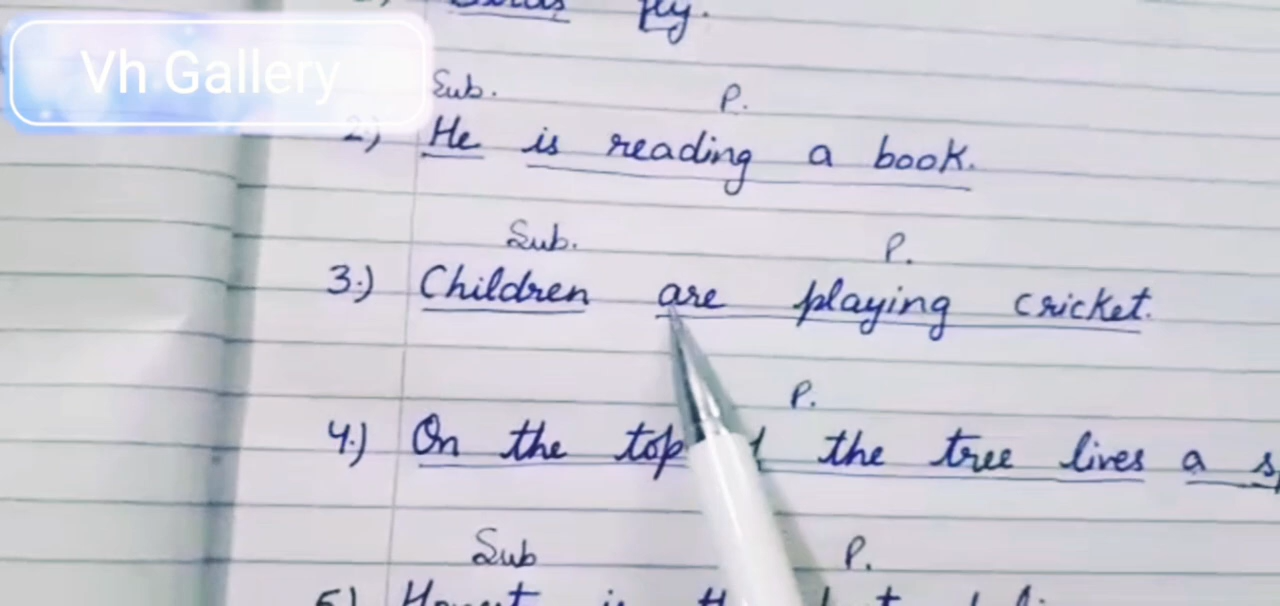 Vh Gallery
fly.
Sub. P.
2.) He is reading a book.
Sub. P.
3.) Children are playing cricket.
P.
4.) On the top the tree lives a
Sub P.
5)